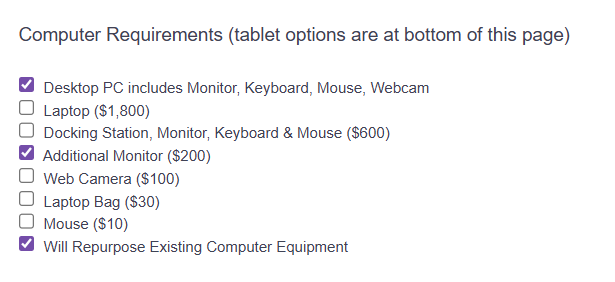 Computer Requirements (tablet options are at bottom of this page)
Desktop PC includes Monitor, Keyboard, Mouse, Webcam
Laptop ($1,800)
Docking Station, Monitor, Keyboard & Mouse ($600)
Additional Monitor ($200)
Web Camera ($100)
Laptop Bag ($30)
Mouse ($10)
Will Repurpose Existing Computer Equipment